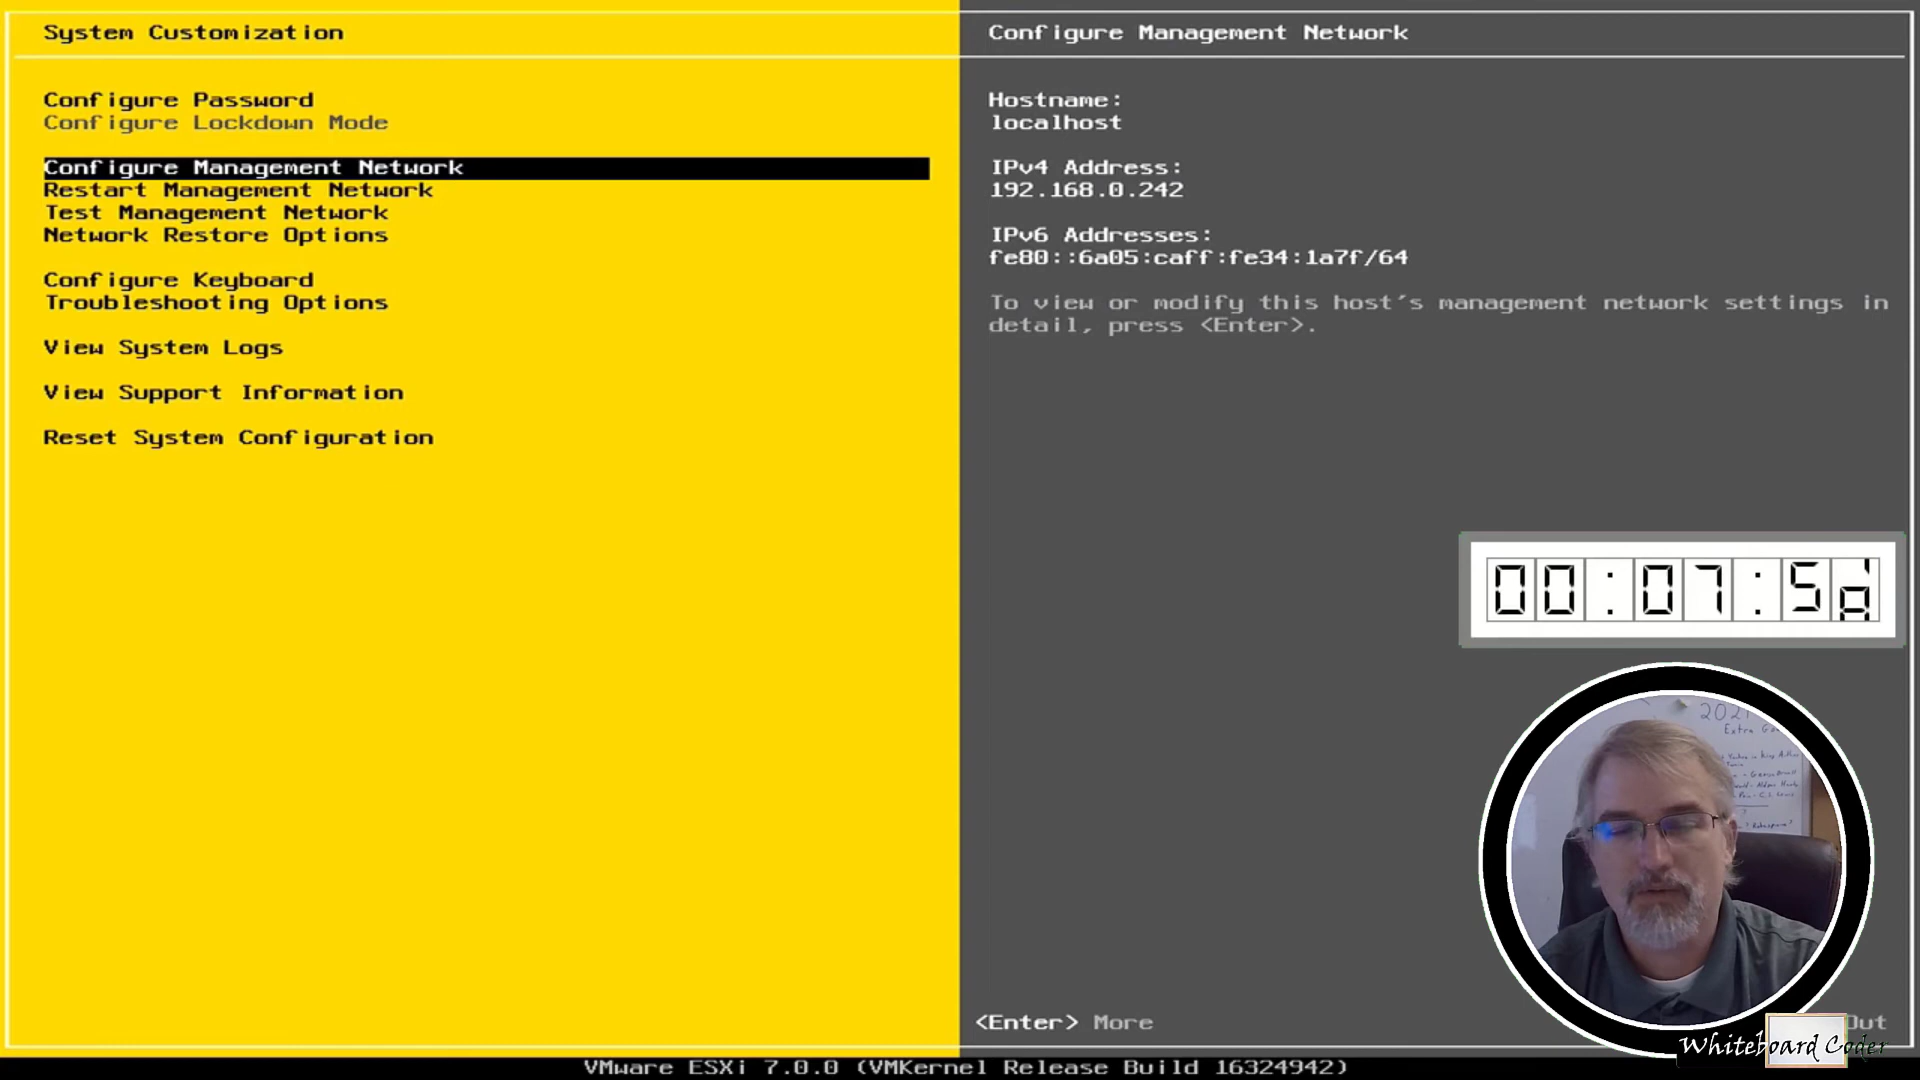 System Customization
Configure Password
Configure Lockdown Mode
Configure Management Network
Restart Management Network
Test Management Network
Network Restore Options
Configure Keyboard
Troubleshooting Options
View System Logs
View Support Information
Reset System Configuration
Configure Management Network
Hostname:
localhost
IPv4 Address:
192.168.0.242
IPv6 Addresses:
fe80::6a05:caff:fe34:1a7f/64
To view or modify this host's management network settings in
detail, press <Enter>.
00:07:5
Extra
<Enter> More
Out
Whiteboard Coder
VMware ESXi 7.0.0 (VMKernel Release Build 16324942)